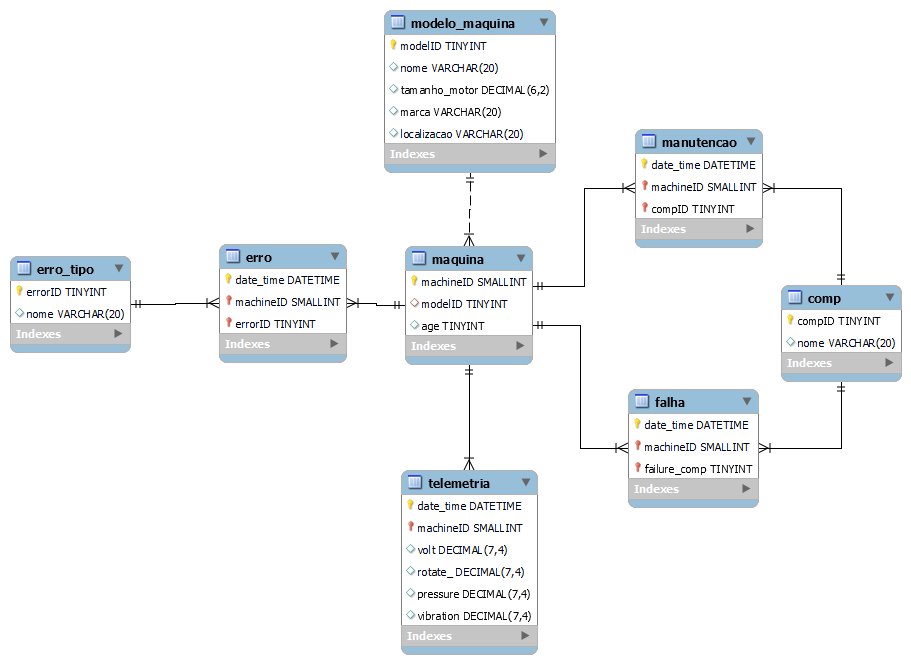 modelo_maquina
modelID TINYINT
nome VARCHAR(20)
tamanho_motor DECIMAL(6,2)
marca VARCHAR(20)
localizacao VARCHAR(20)
Indexes
manutencao
date_time DATETIME
machineID SMALLINT
compID TINYINT
Indexes
erro_tipo
errorID TINYINT
nome VARCHAR(20)
Indexes
erro
date_time DATETIME
machineID SMALLINT
errorID TINYINT
Indexes
maquina
machineID SMALLINT
modelID TINYINT
age TINYINT
Indexes
comp
compID TINYINT
nome VARCHAR(20)
Indexes
falha
date_time DATETIME
machineID SMALLINT
failure_comp TINYINT
Indexes
telemetria
date_time DATETIME
machineID SMALLINT
volt DECIMAL(7,4)
rotate_ DECIMAL(7,4)
pressure DECIMAL(7,4)
vibration DECIMAL(7,4)
Indexes